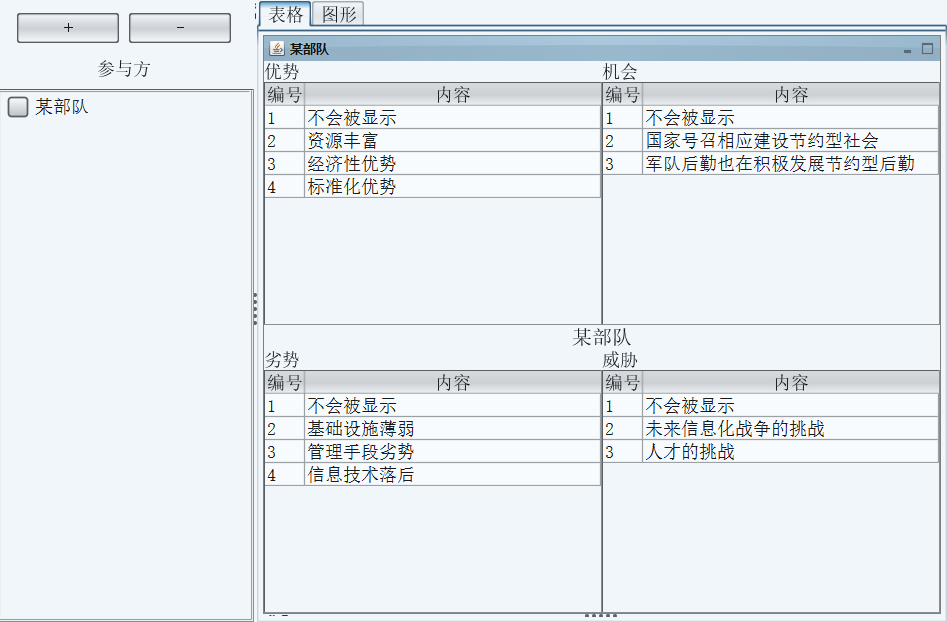 + -
参与方
某部队
表格 图形
某部队
优势
编号 内容
1 不会被显示
2 资源丰富
3 经济性优势
4 标准化优势
机会
编号 内容
1 不会被显示
2 国家号召相应建设节约型社会
3 军队后勤也在积极发展节约型后勤
某部队
劣势
编号 内容
1 不会被显示
2 基础设施薄弱
3 管理手段劣势
4 信息技术落后
威胁
编号 内容
1 不会被显示
2 未来信息化战争的挑战
3 人才的挑战